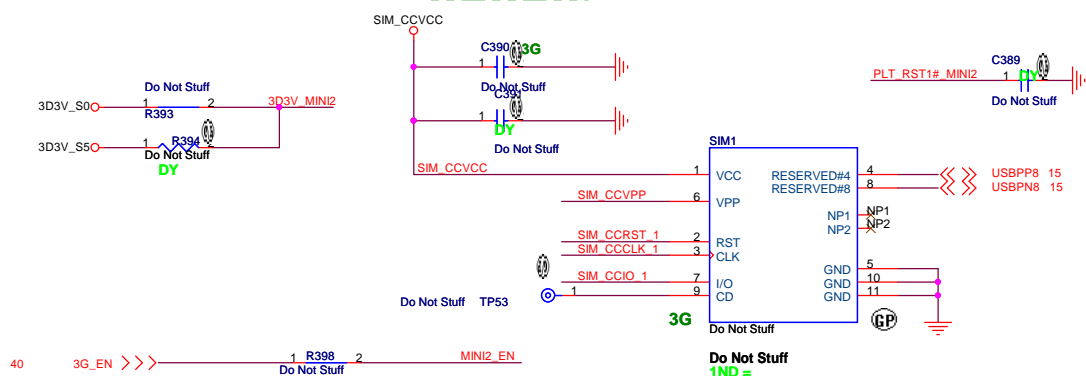 SIM_CCVCC
C390
3G
1
2
Do Not Stuff
C391
1
2
DY
Do Not Stuff
C389
PLT_RST1#_MINI2
1
2
DY
Do Not Stuff
Do Not Stuff
3D3V_S0
1
2
3D3V_MINI2
R393
3D3V_S5
1
R394
2
Do Not Stuff
DY
SIM_CCVCC
SIM1
1
VCC
RESERVED#4
4
USBPP8 15
RESERVED#8
8
USBPN8 15
SIM_CCVPP
6
VPP
NP1
NP1
NP2
NP2
SIM_CCRST_1
2
RST
SIM_CCCLK_1
3
CLK
GND
5
SIM_CCIO_1
7
I/O
GND
10
Do Not Stuff TP53
1
9
CD
GND
11
3G
Do Not Stuff
GP
40
3G_EN
1
R398
2
MINI2_EN
Do Not Stuff
Do Not Stuff
1ND =